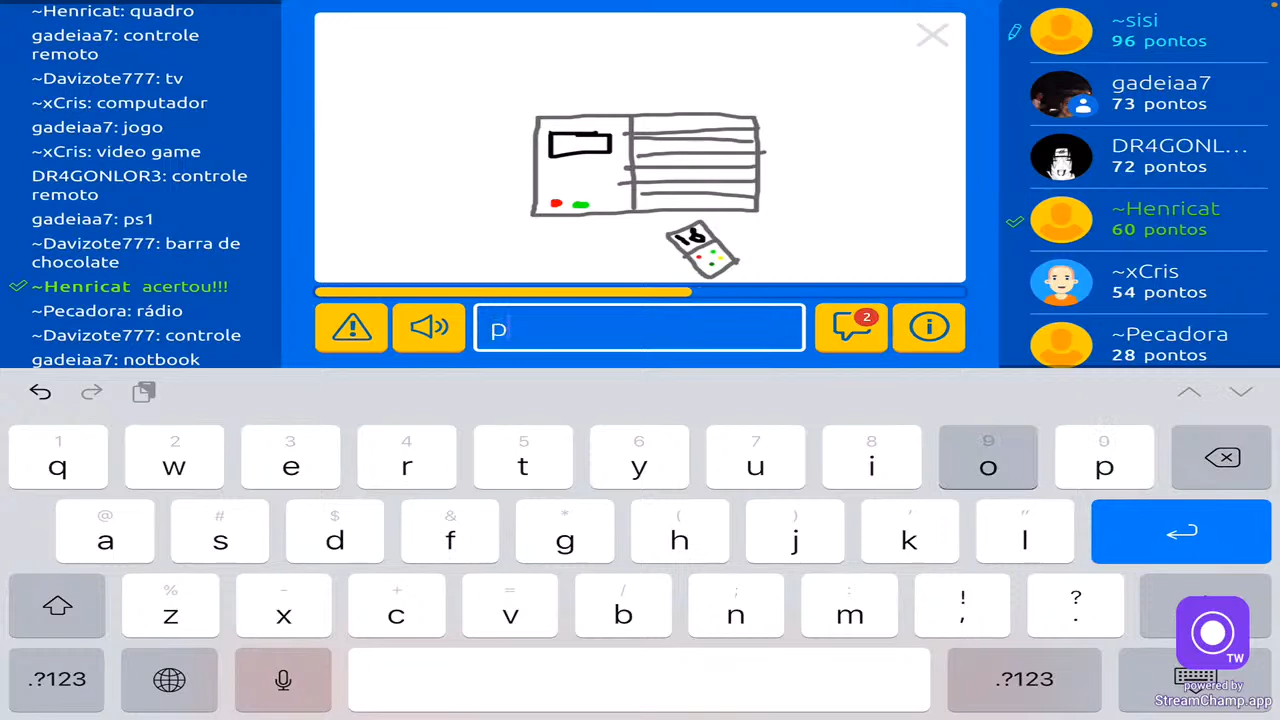 ~Henricat: quadro
gadeiaa7: controle
remoto
~Davizote777: tv
~xCris: computador
gadeiaa7: jogo
~xCris: video game
DR4GONLOR3: controle
remoto
gadeiaa7: ps1
~Davizote777: barra de
chocolate
~Henricat acertou!!!
~Pecadora: rádio
~Davizote777: controle
gadeiaa7: notbook
18
p
2
~sisi
96 pontos
gadeiaa7
73 pontos
DR4GONL...
72 pontos
~Henricat
60 pontos
~xCris
54 pontos
~Pecadora
28 pontos
1 2 3 4 5 6 7 8 9 0
q w e r t y u i o p
@ # $ & * ( ) ' "
a s d f g h j k l
% - + = / ; : ! ?
z x c v b n m , .
.?123 .?123
TW
powered by
StreamChamp.app